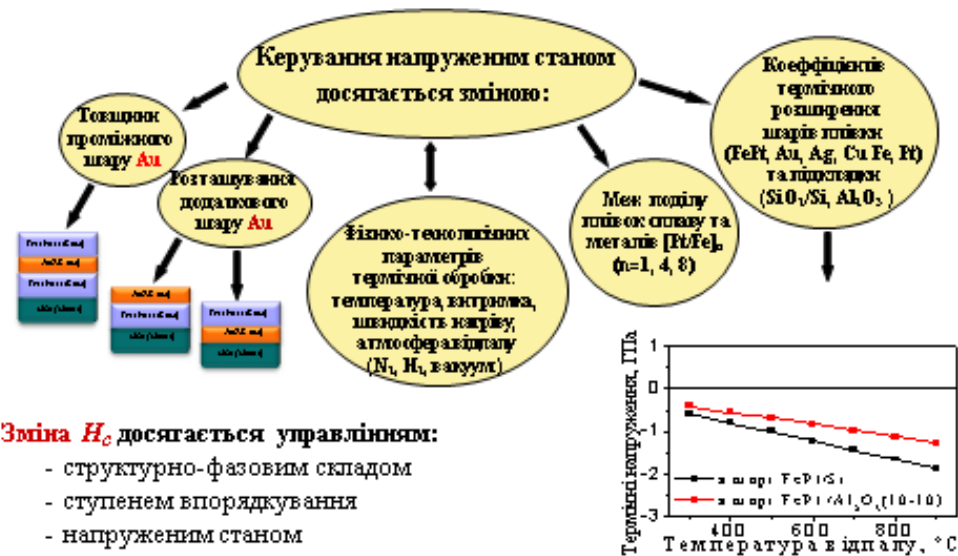 Керування напруженим станом
досягається зміною:
Товщини
проміжного
шару Au
Розташування
додаткового
шару Au
Фізико-технологічних
параметрів
термічної обробки:
температура, витримка,
швидкість нагріву,
атмосфера відпалу
(N₂, H₂, вакуум)
Меж поділу
плівок сплаву та
металів [Pt/Fe]ₙ
(n=1, 4, 8)
Коеффіцієнтів
термічного
розширення
шарів плівки
(FePt, Au, Ag, Cu Fe, Pt)
та підкладки
(SiO₂/Si, Al₂O₃ )
Зміна Hc досягається управлінням:
- структурно-фазовим складом
- ступенем впорядкування
- напруженим станом
Термінні напруження, ГПа
1
0
-1
-2
-3
в шарі FePt/Si
в шарі FePt/Al₂O₃(10-10)
400 600 800
Температура відпалу, °C